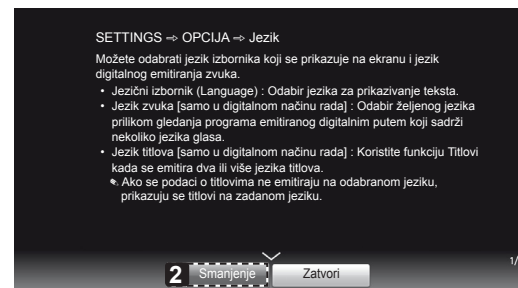 SETTINGS ⇨ OPCIJA ⇨ Jezik
Možete odabrati jezik izbornika koji se prikazuje na ekranu i jezik
digitalnog emitiranja zvuka.
• Jezični izbornik (Language) : Odabir jezika za prikazivanje teksta.
• Jezik zvuka [samo u digitalnom načinu rada] : Odabir željenog jezika
prilikom gledanja programa emitiranog digitalnim putem koji sadrži
nekoliko jezika glasa.
• Jezik titlova [samo u digitalnom načinu rada] : Koristite funkciju Titlovi
kada se emitira dva ili više jezika titlova.
✎ Ako se podaci o titlovima ne emitiraju na odabranom jeziku,
prikazuju se titlovi na zadanom jeziku.
1/
2 Smanjenje Zatvori